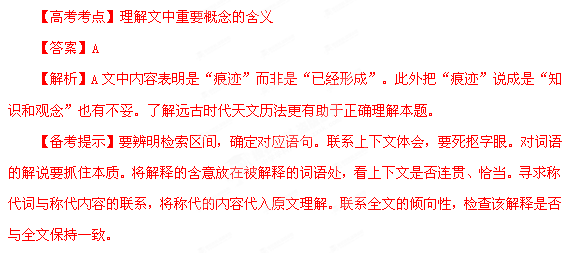 【高考考点】理解文中重要概念的含义
【答案】A
【解析】A 文中内容表明是“痕迹”而非是“已经形成”。此外把“痕迹”说成是“知
识和观念”也有不妥。了解远古时代天文历法更有助于正确理解本题。
【备考提示】要辨明检索区间，确定对应语句。联系上下文体会，要死抠字眼。对词语
的解说要抓住本质。将解释的含意放在被解释的词语处，看上下文是否连贯、恰当。寻求称
代词与称代内容的联系，将称代的内容代入原文理解。联系全文的倾向性，检查该解释是否
与全文保持一致。